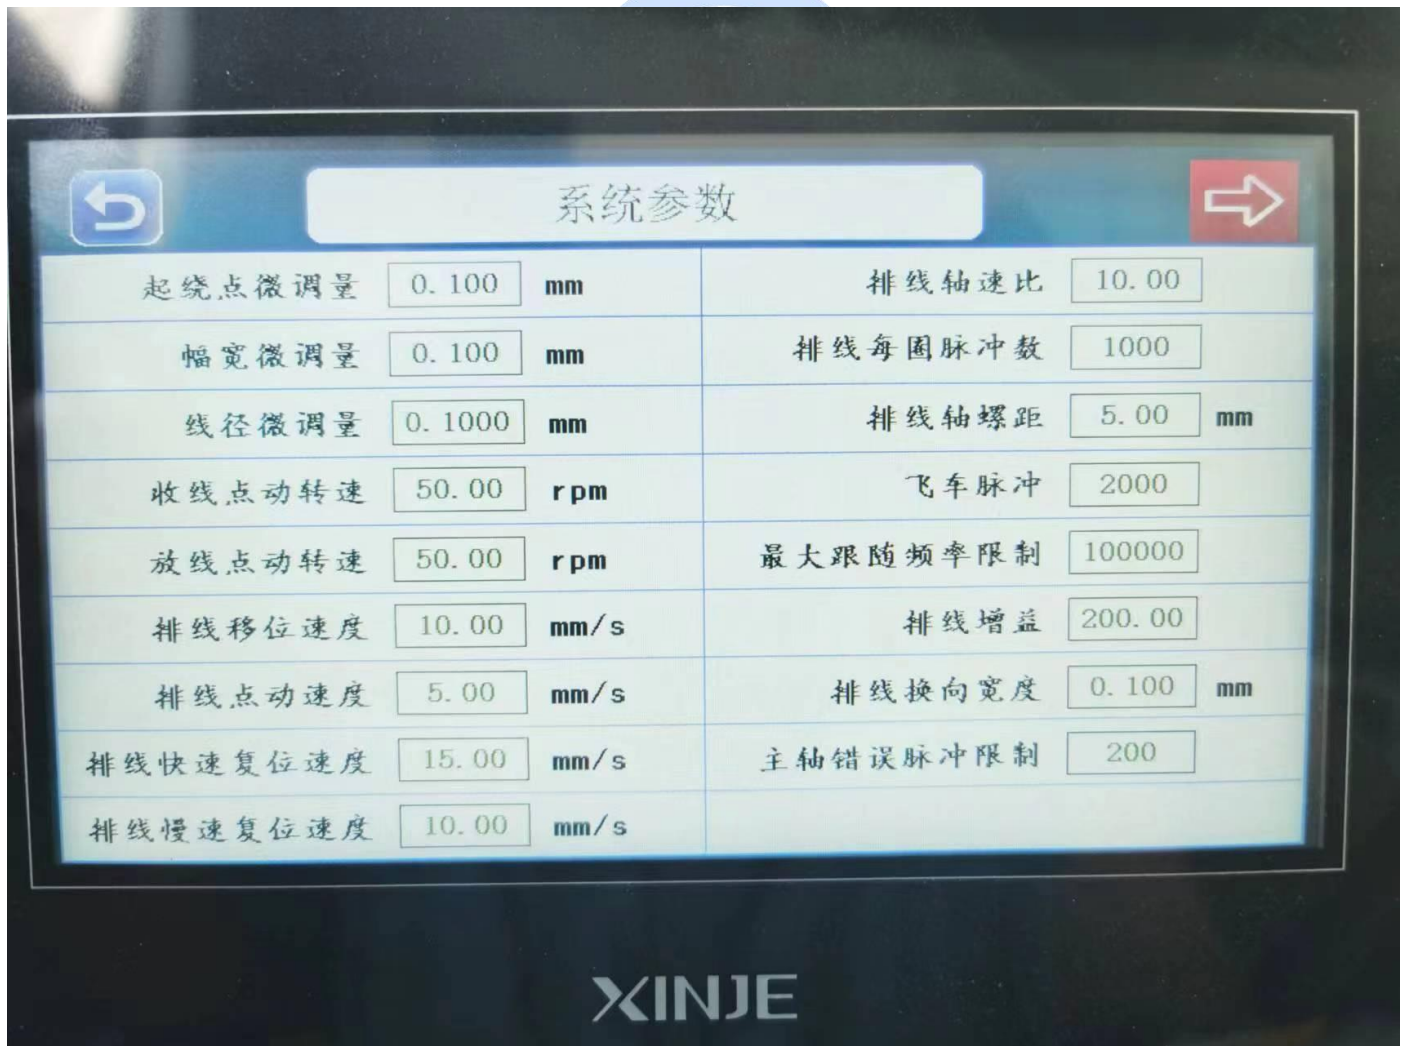 系统参数
起绕点微调量 0.100 mm
排线轴速比 10.00
幅宽微调量 0.100 mm
排线每圈脉冲数 1000
线径微调量 0.1000 mm
排线轴螺距 5.00 mm
收线点动转速 50.00 rpm
飞车脉冲 2000
放线点动转速 50.00 rpm
最大跟随频率限制 100000
排线移位速度 10.00 mm/s
排线增益 200.00
排线点动速度 5.00 mm/s
排线换向宽度 0.100 mm
排线快速复位速度 15.00 mm/s
主轴错误脉冲限制 200
排线慢速复位速度 10.00 mm/s
XINJE